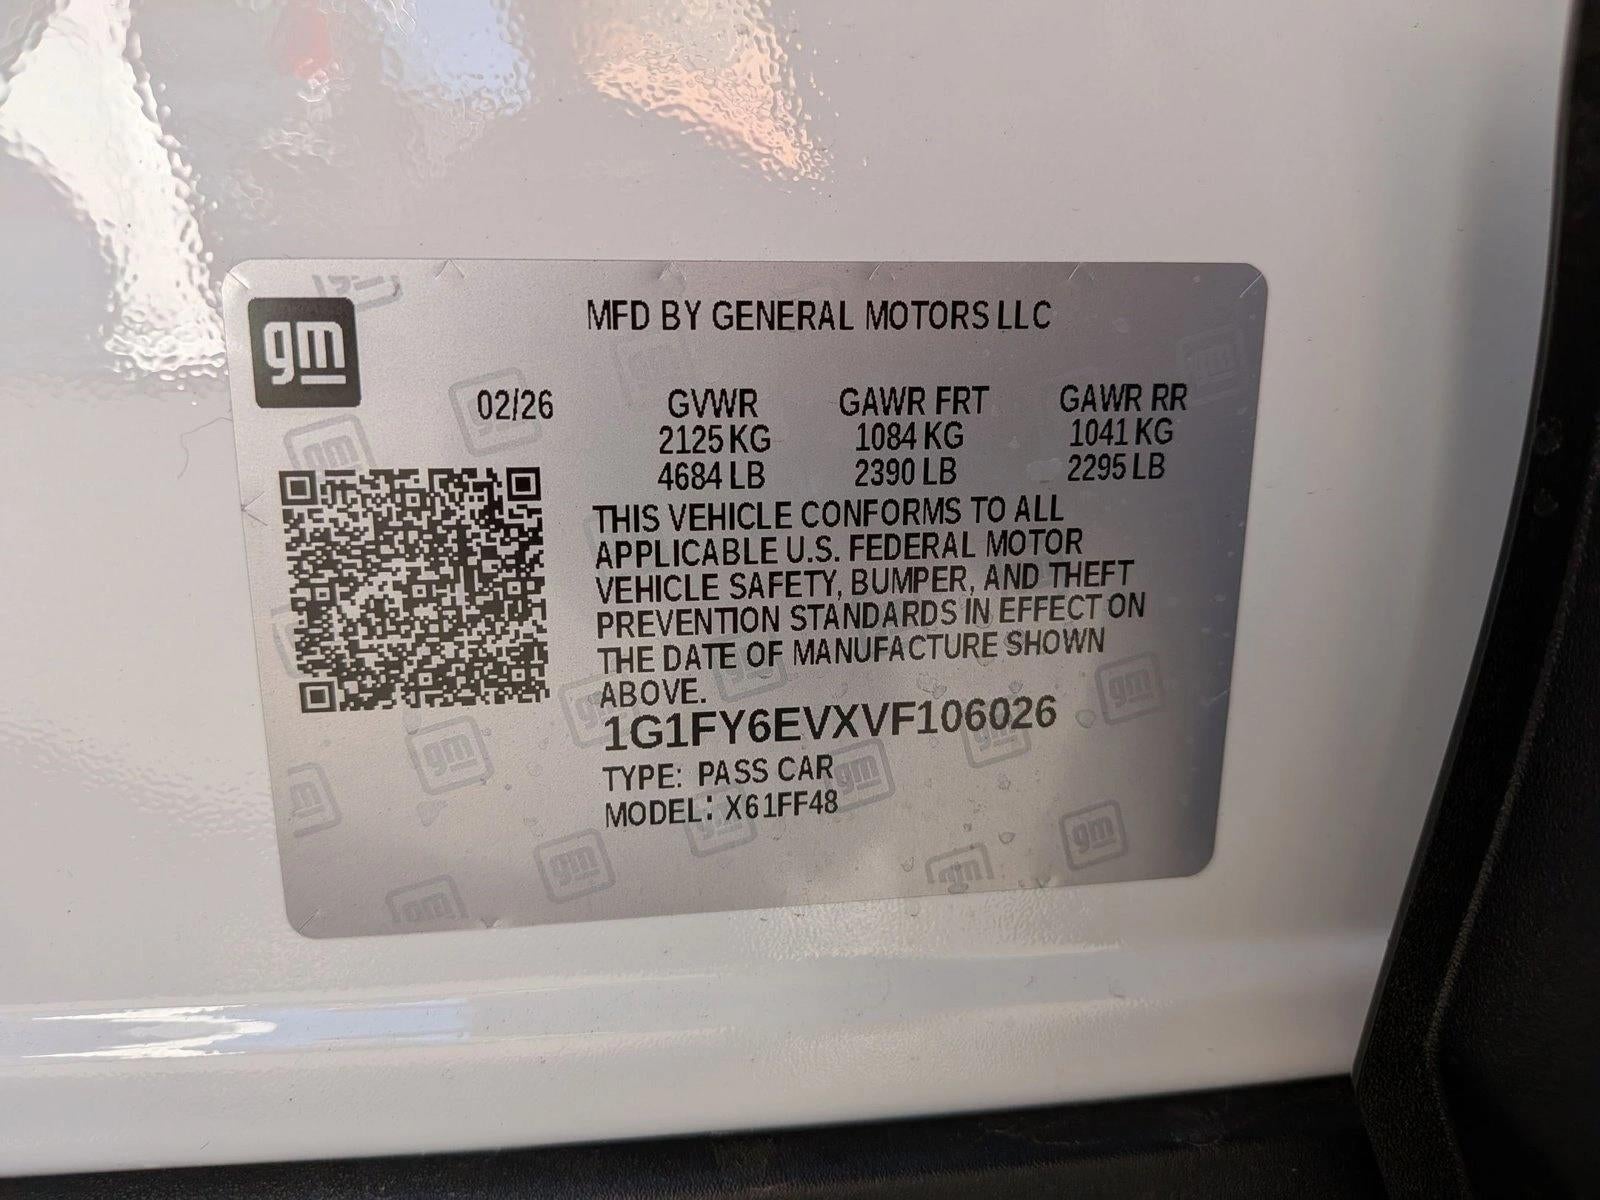 gm
MFD BY GENERAL MOTORS LLC
02/26 GVWR GAWR FRT GAWR RR
2125 KG 1084 KG 1041 KG
4684 LB 2390 LB 2295 LB
THIS VEHICLE CONFORMS TO ALL
APPLICABLE U.S. FEDERAL MOTOR
VEHICLE SAFETY, BUMPER, AND THEFT
PREVENTION STANDARDS IN EFFECT ON
THE DATE OF MANUFACTURE SHOWN
ABOVE.
1G1FY6EVXVF106026
TYPE: PASS CAR
MODEL: X61FF48